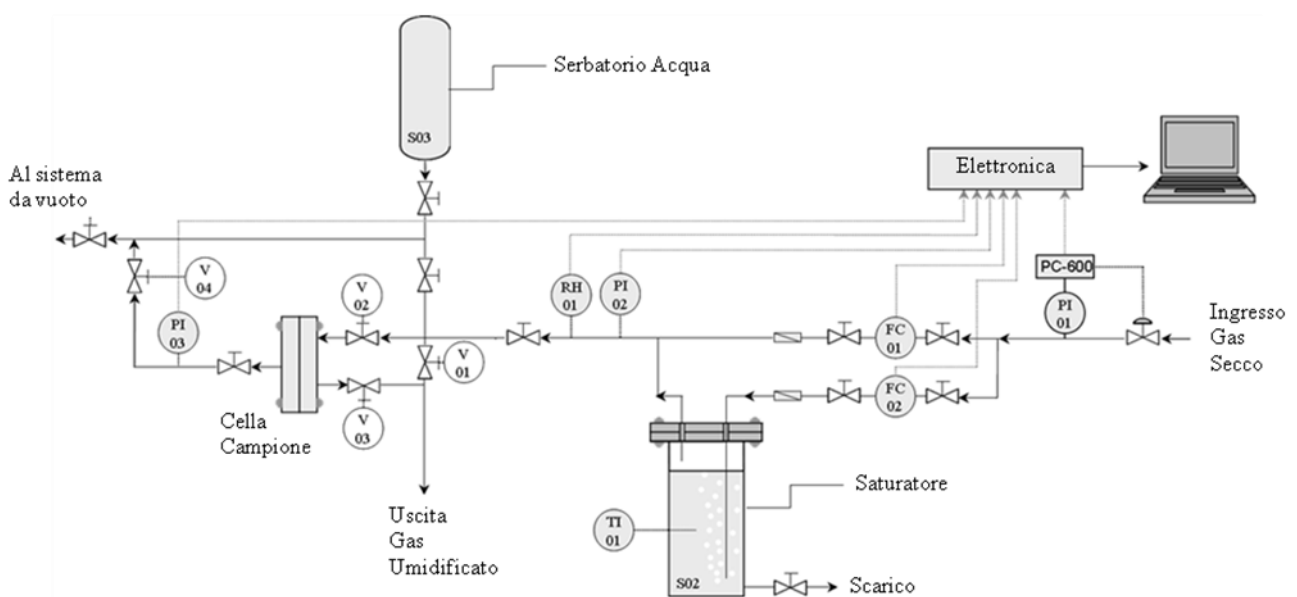 Serbatorio Acqua
S03
Elettronica
Al sistema
da vuoto
PC-600
V
04
V
02
RH
01
PI
02
PI
01
Ingresso
Gas
Secco
PI
03
FC
01
V
01
FC
02
Cella
Campione
V
03
Saturatore
Uscita
Gas
Umidificato
TI
01
S02
Scarico